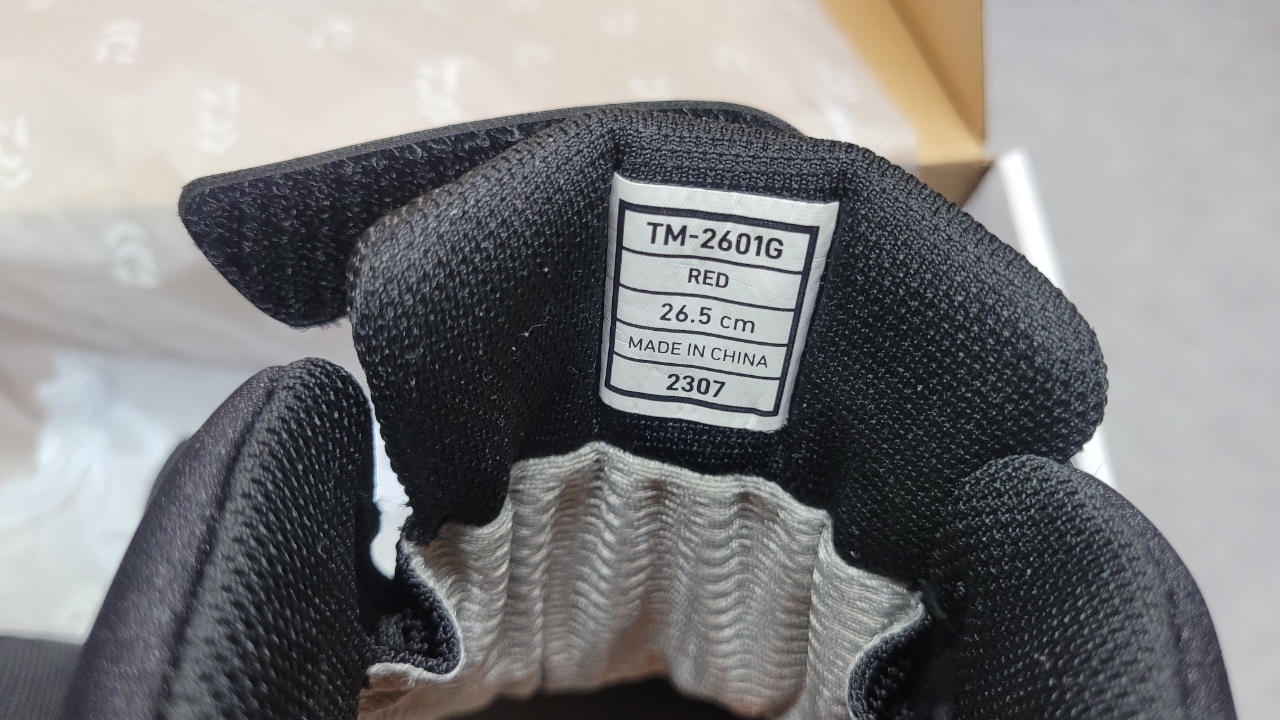 TM-2601G
RED
26.5 cm
MADE IN CHINA
2307